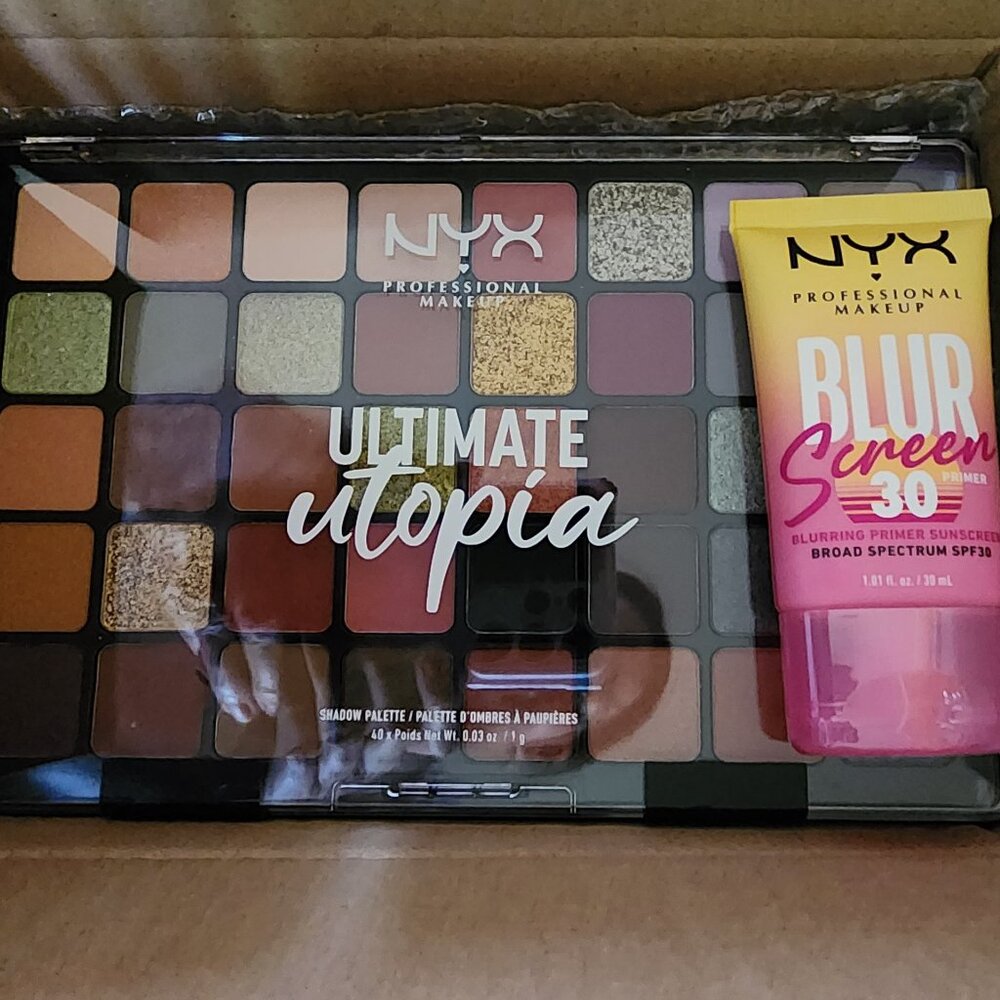 NYX
PROFESSIONAL
MAKEUP
ULTIMATE
utopia
SHADOW PALETTE / PALETTE D'OMBRES À PAUPIÈRES
40 x Poids Net Wt. 0.03 oz / 1 g
NYX
PROFESSIONAL
MAKEUP
BLUR
Screen
PRIMER
30
BLURRING PRIMER SUNSCREEN
BROAD SPECTRUM SPF30
1.01 fl. oz. / 30 mL